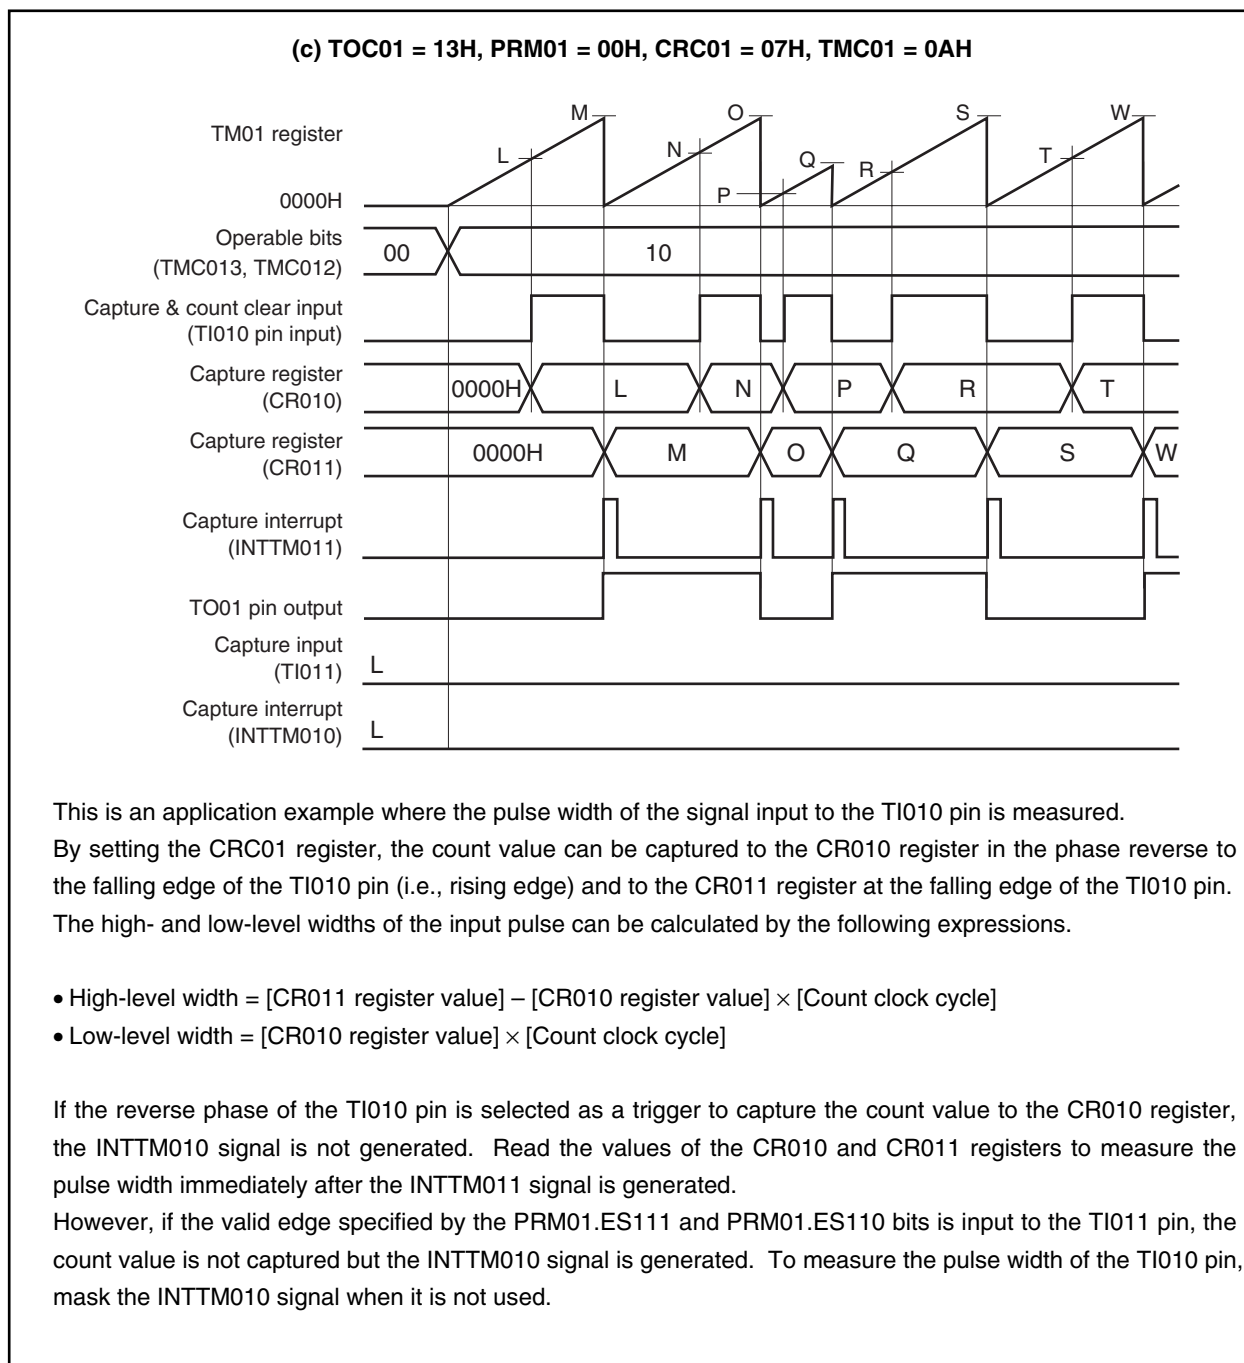 (c) TOC01 = 13H, PRM01 = 00H, CRC01 = 07H, TMC01 = 0AH
M O S W
TM01 register
L N Q R T
P
0000H
Operable bits
(TMC013, TMC012)
00 10
Capture & count clear input
(TI010 pin input)
Capture register
(CR010)
0000H L N P R T
Capture register
(CR011)
0000H M O Q S W
Capture interrupt
(INTTM011)
TO01 pin output
Capture input
(TI011)
L
Capture interrupt
(INTTM010)
L
This is an application example where the pulse width of the signal input to the TI010 pin is measured.
By setting the CRC01 register, the count value can be captured to the CR010 register in the phase reverse to
the falling edge of the TI010 pin (i.e., rising edge) and to the CR011 register at the falling edge of the TI010 pin.
The high- and low-level widths of the input pulse can be calculated by the following expressions.
• High-level width = [CR011 register value] – [CR010 register value] × [Count clock cycle]
• Low-level width = [CR010 register value] × [Count clock cycle]
If the reverse phase of the TI010 pin is selected as a trigger to capture the count value to the CR010 register,
the INTTM010 signal is not generated. Read the values of the CR010 and CR011 registers to measure the
pulse width immediately after the INTTM011 signal is generated.
However, if the valid edge specified by the PRM01.ES111 and PRM01.ES110 bits is input to the TI011 pin, the
count value is not captured but the INTTM010 signal is generated. To measure the pulse width of the TI010 pin,
mask the INTTM010 signal when it is not used.